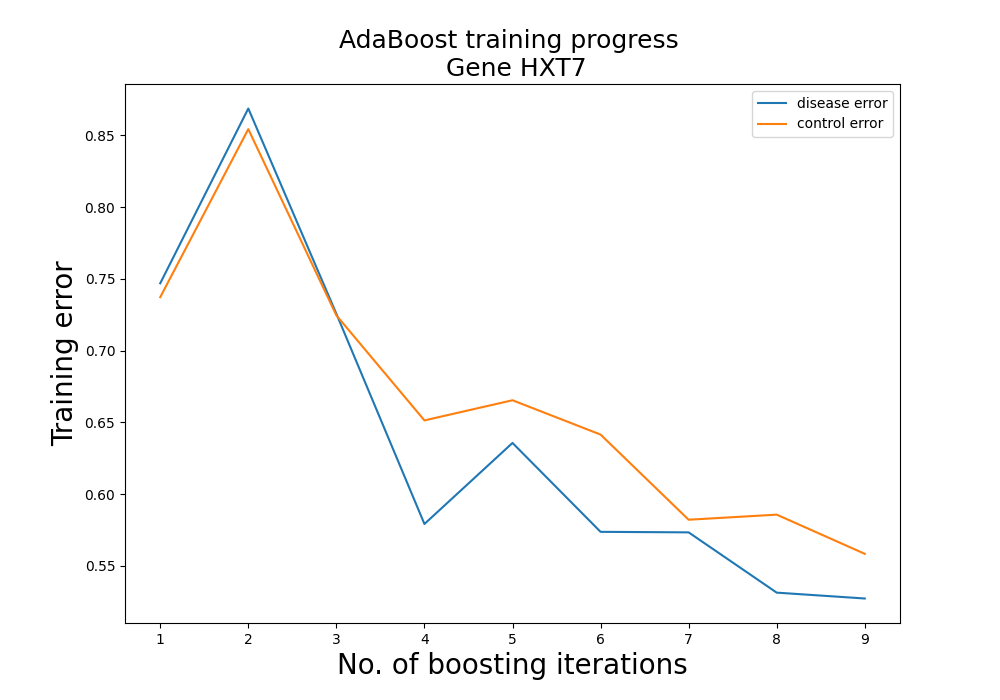 AdaBoost training progress
Gene HXT7
disease error
control error
Training error
0.85
0.80
0.75
0.70
0.65
0.60
0.55
1 2 3 4 5 6 7 8 9
No. of boosting iterations